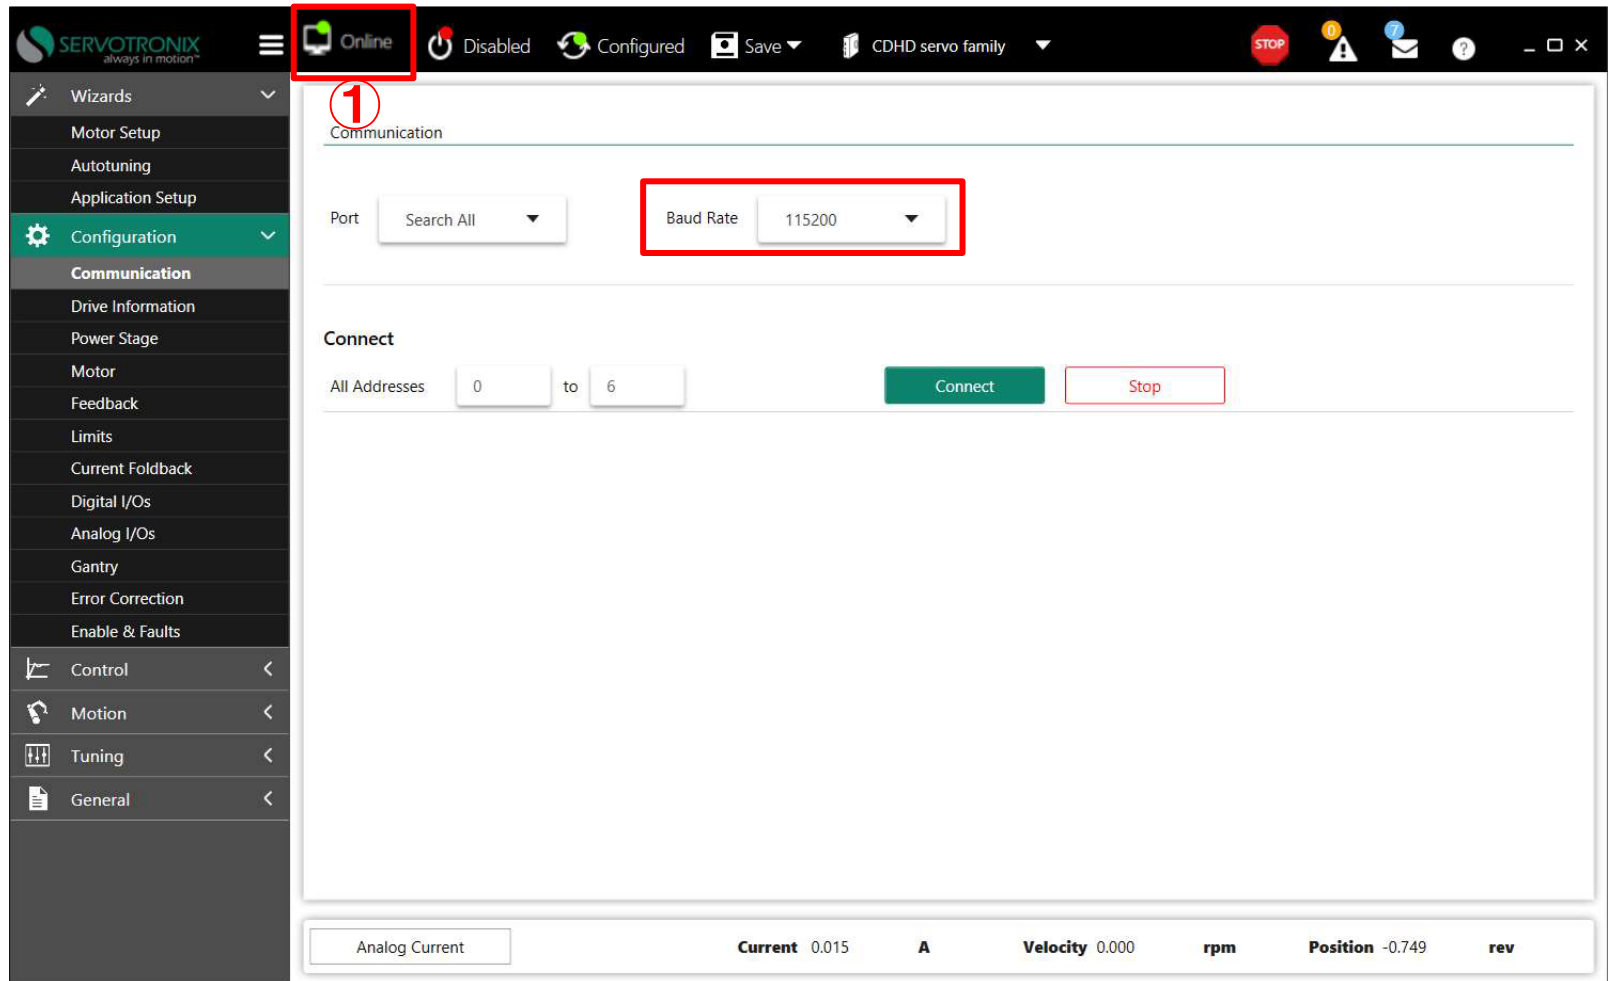 SERVOTRONIX
always in motion™
Online
Disabled
Configured
Save
CDHD servo family
STOP
0
7
?
①
Wizards
Motor Setup
Autotuning
Application Setup
Configuration
Communication
Drive Information
Power Stage
Motor
Feedback
Limits
Current Foldback
Digital I/Os
Analog I/Os
Gantry
Error Correction
Enable & Faults
Control
Motion
Tuning
General
Communication
Port Search All Baud Rate 115200
Connect
All Addresses 0 to 6 Connect Stop
Analog Current Current 0.015 A Velocity 0.000 rpm Position -0.749 rev